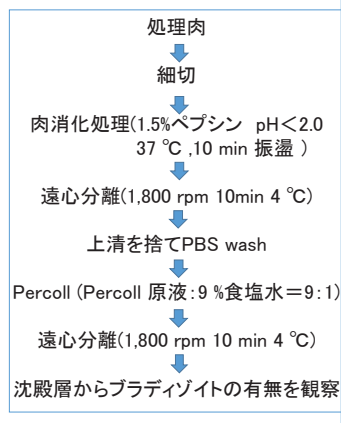 処理肉
細切
肉消化処理(1.5%ペプシン pH＜2.0
37 ℃ ,10 min 振盪 )
遠心分離(1,800 rpm 10min 4 ℃)
上清を捨てPBS wash
Percoll (Percoll 原液:9 %食塩水＝9:1)
遠心分離(1,800 rpm 10 min 4 ℃)
沈殿層からブラディゾイトの有無を観察